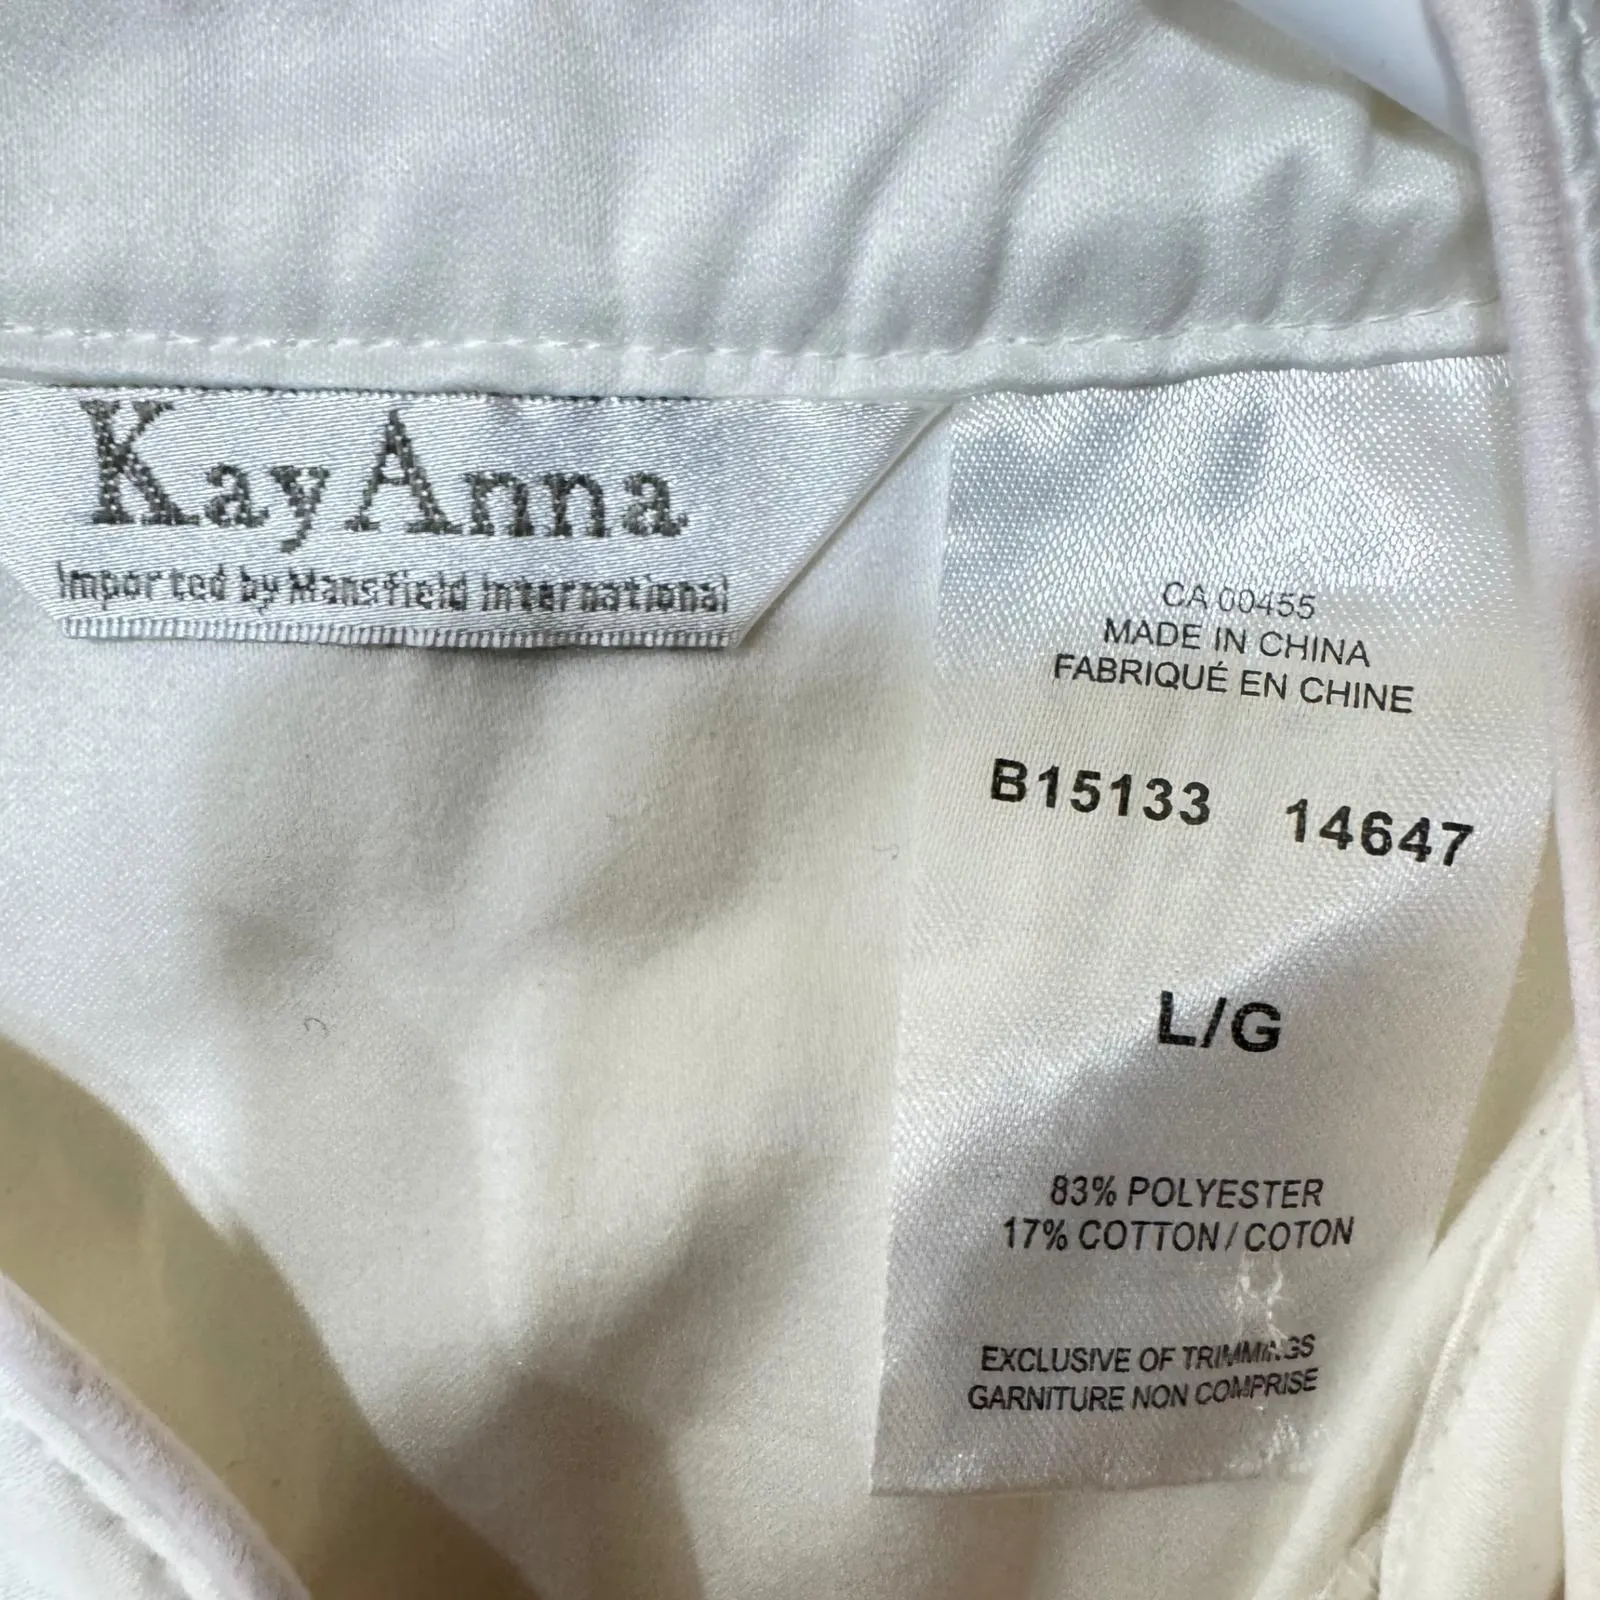 KayAnna
Imported by Mansfield International
CA 00455
MADE IN CHINA
FABRIQUÉ EN CHINE
B15133 14647
L/G
83% POLYESTER
17% COTTON/COTON
EXCLUSIVE OF TRIMMINGS
GARNITURE NON COMPRISE